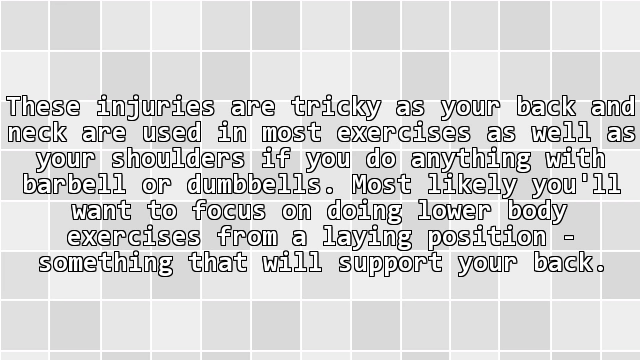 These injuries are tricky as your back and
neck are used in most exercises as well as
your shoulders if you do anything with
barbell or dumbbells. Most likely you'll
want to focus on doing lower body
exercises from a laying position -
something that will support your back.